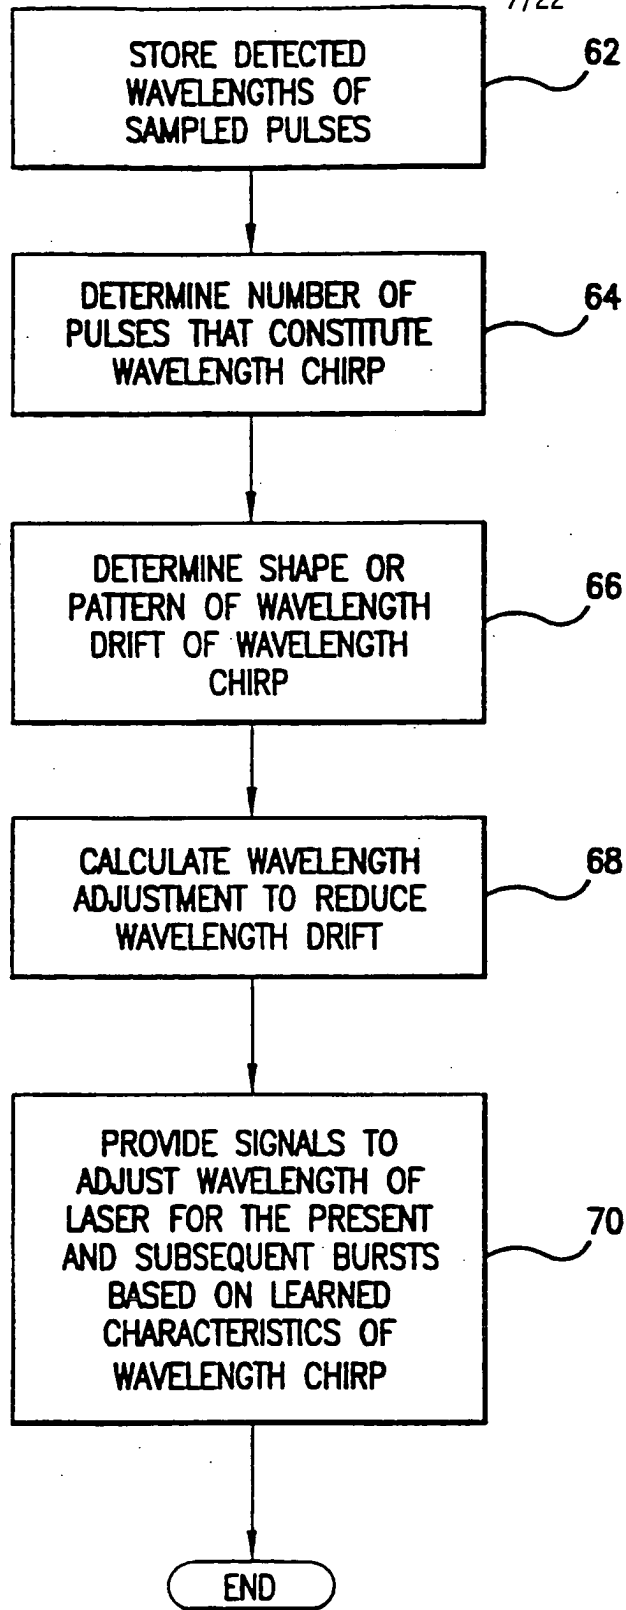 7/22
STORE DETECTED
WAVELENGTHS OF
SAMPLED PULSES
62
DETERMINE NUMBER OF
PULSES THAT CONSTITUTE
WAVELENGTH CHIRP
64
DETERMINE SHAPE OR
PATTERN OF WAVELENGTH
DRIFT OF WAVELENGTH
CHIRP
66
CALCULATE WAVELENGTH
ADJUSTMENT TO REDUCE
WAVELENGTH DRIFT
68
PROVIDE SIGNALS TO
ADJUST WAVELENGTH OF
LASER FOR THE PRESENT
AND SUBSEQUENT BURSTS
BASED ON LEARNED
CHARACTERISTICS OF
WAVELENGTH CHIRP
70
END